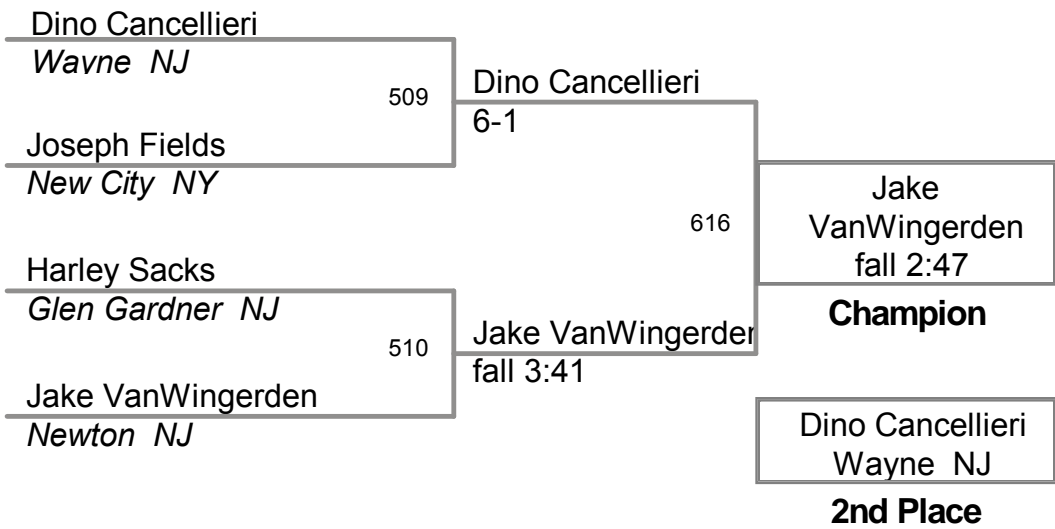 Dino Cancellieri
Wayne NJ
509
Joseph Fields
New City NY
Dino Cancellieri
6-1
Harley Sacks
Glen Gardner NJ
510
Jake VanWingerden
Newton NJ
Jake VanWingerden
fall 3:41
616
Jake
VanWingerden
fall 2:47
Champion
Dino Cancellieri
Wayne NJ
2nd Place